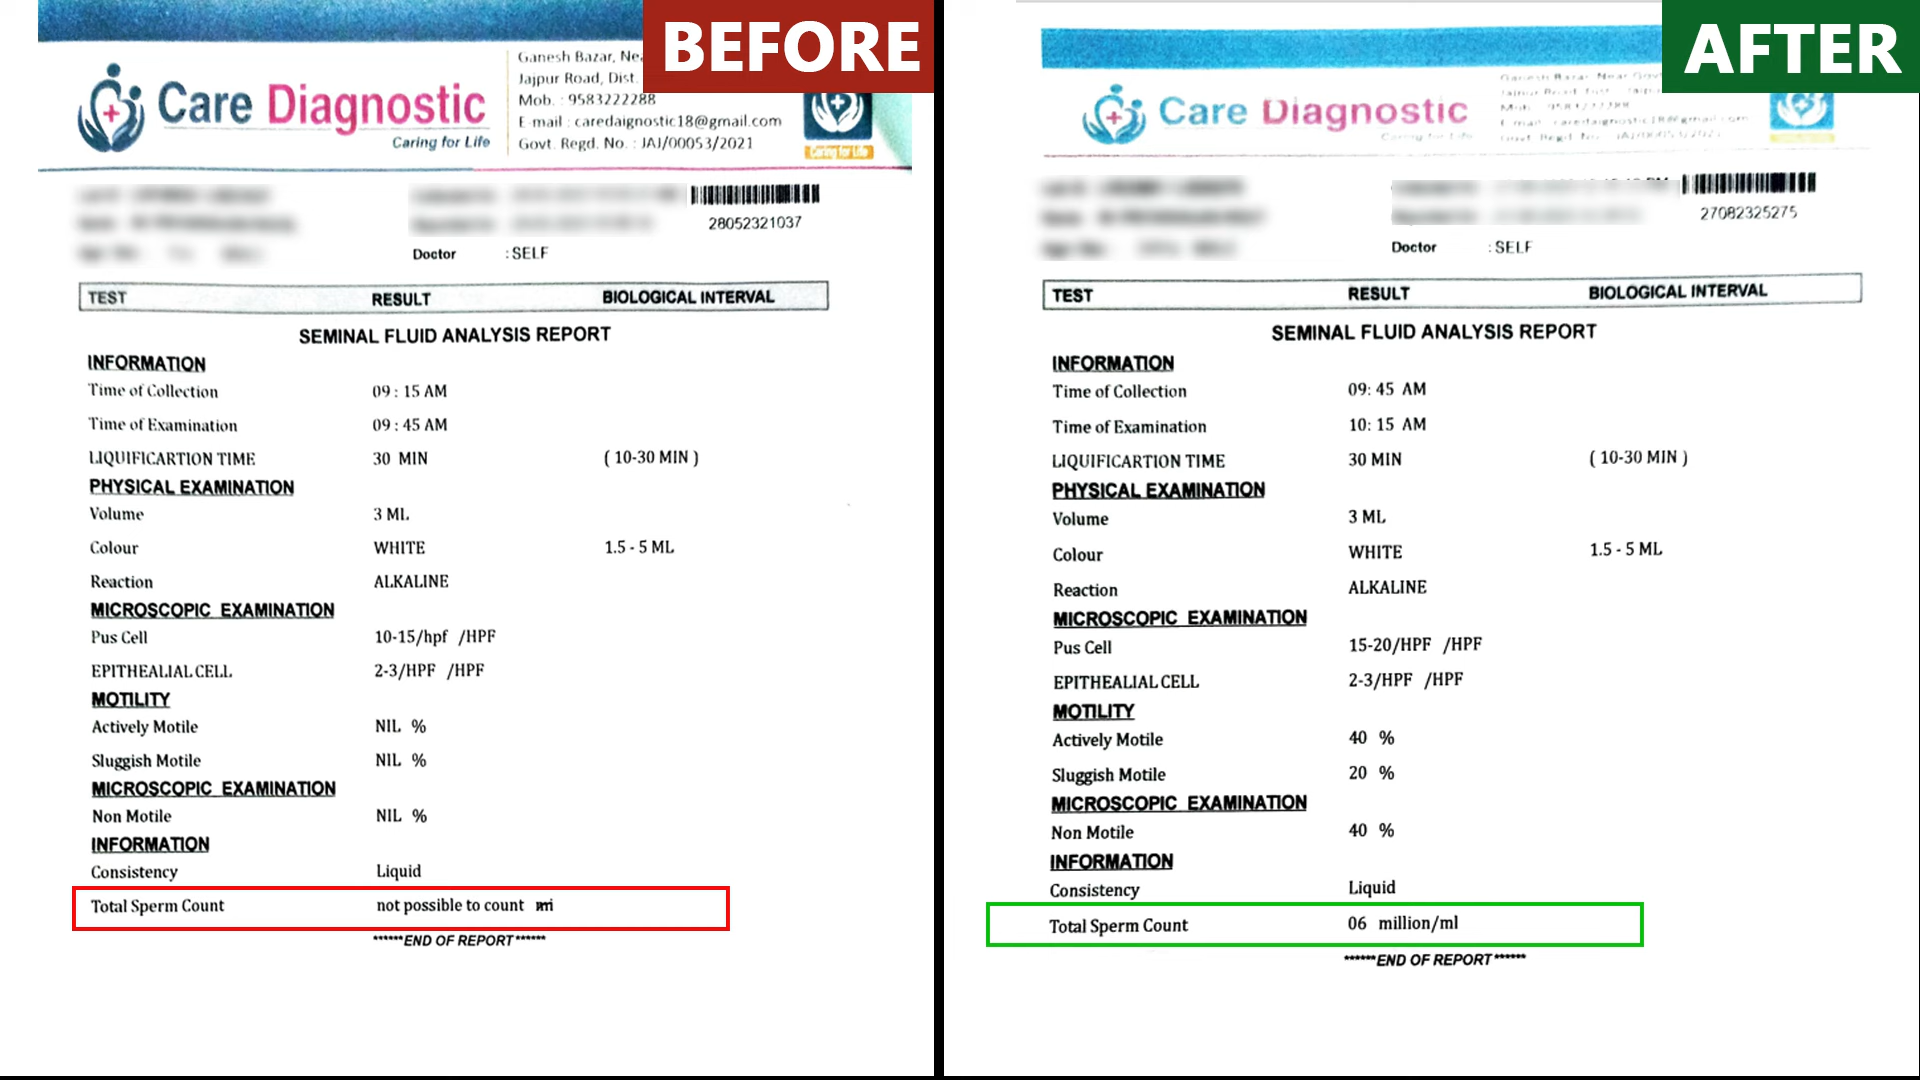 BEFORE
Care Diagnostic
Caring for Life
Ganesh Bazar,
Jajpur Road, Dist.
Mob. : 9583222288
E-mail : caredaignostic18@gmail.com
Govt. Regd. No. : JAJ/00053/2021
Caring for Life
28052321037
Doctor : SELF
TEST RESULT BIOLOGICAL INTERVAL
SEMINAL FLUID ANALYSIS REPORT
INFORMATION
Time of Collection 09 : 15 AM
Time of Examination 09 : 45 AM
LIQUIFICARTION TIME 30 MIN ( 10-30 MIN )
PHYSICAL EXAMINATION
Volume 3 ML
Colour WHITE 1.5 - 5 ML
Reaction ALKALINE
MICROSCOPIC EXAMINATION
Pus Cell 10-15/hpf /HPF
EPITHEALIAL CELL 2-3/HPF /HPF
MOTILITY
Actively Motile NIL %
Sluggish Motile NIL %
MICROSCOPIC EXAMINATION
Non Motile NIL %
INFORMATION
Consistency Liquid
Total Sperm Count not possible to count
******END OF REPORT******
AFTER
Care Diagnostic
Caring for Life
Ganesh Bazar, Near
27082325275
Doctor : SELF
TEST RESULT BIOLOGICAL INTERVAL
SEMINAL FLUID ANALYSIS REPORT
INFORMATION
Time of Collection 09: 45 AM
Time of Examination 10: 15 AM
LIQUIFICARTION TIME 30 MIN ( 10-30 MIN )
PHYSICAL EXAMINATION
Volume 3 ML
Colour WHITE 1.5 - 5 ML
Reaction ALKALINE
MICROSCOPIC EXAMINATION
Pus Cell 15-20/HPF /HPF
EPITHEALIAL CELL 2-3/HPF /HPF
MOTILITY
Actively Motile 40 %
Sluggish Motile 20 %
MICROSCOPIC EXAMINATION
Non Motile 40 %
INFORMATION
Consistency Liquid
Total Sperm Count 06 million/ml
******END OF REPORT******